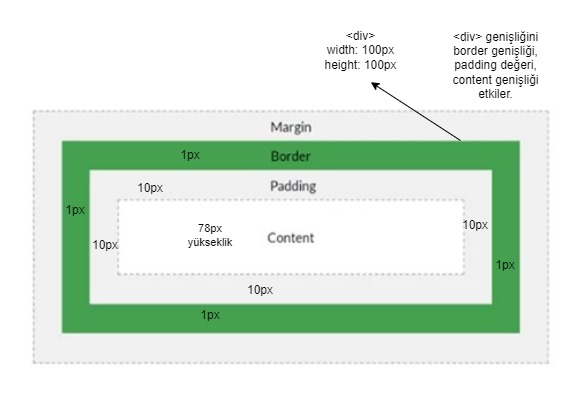 <div>
width: 100px
height: 100px
<div> genişliğini
border genişliği,
padding değeri,
content genişliği
etkiler.
Margin
1px
Border
10px
Padding
1px
78px
yükseklik
Content
10px
10px
1px
10px
1px